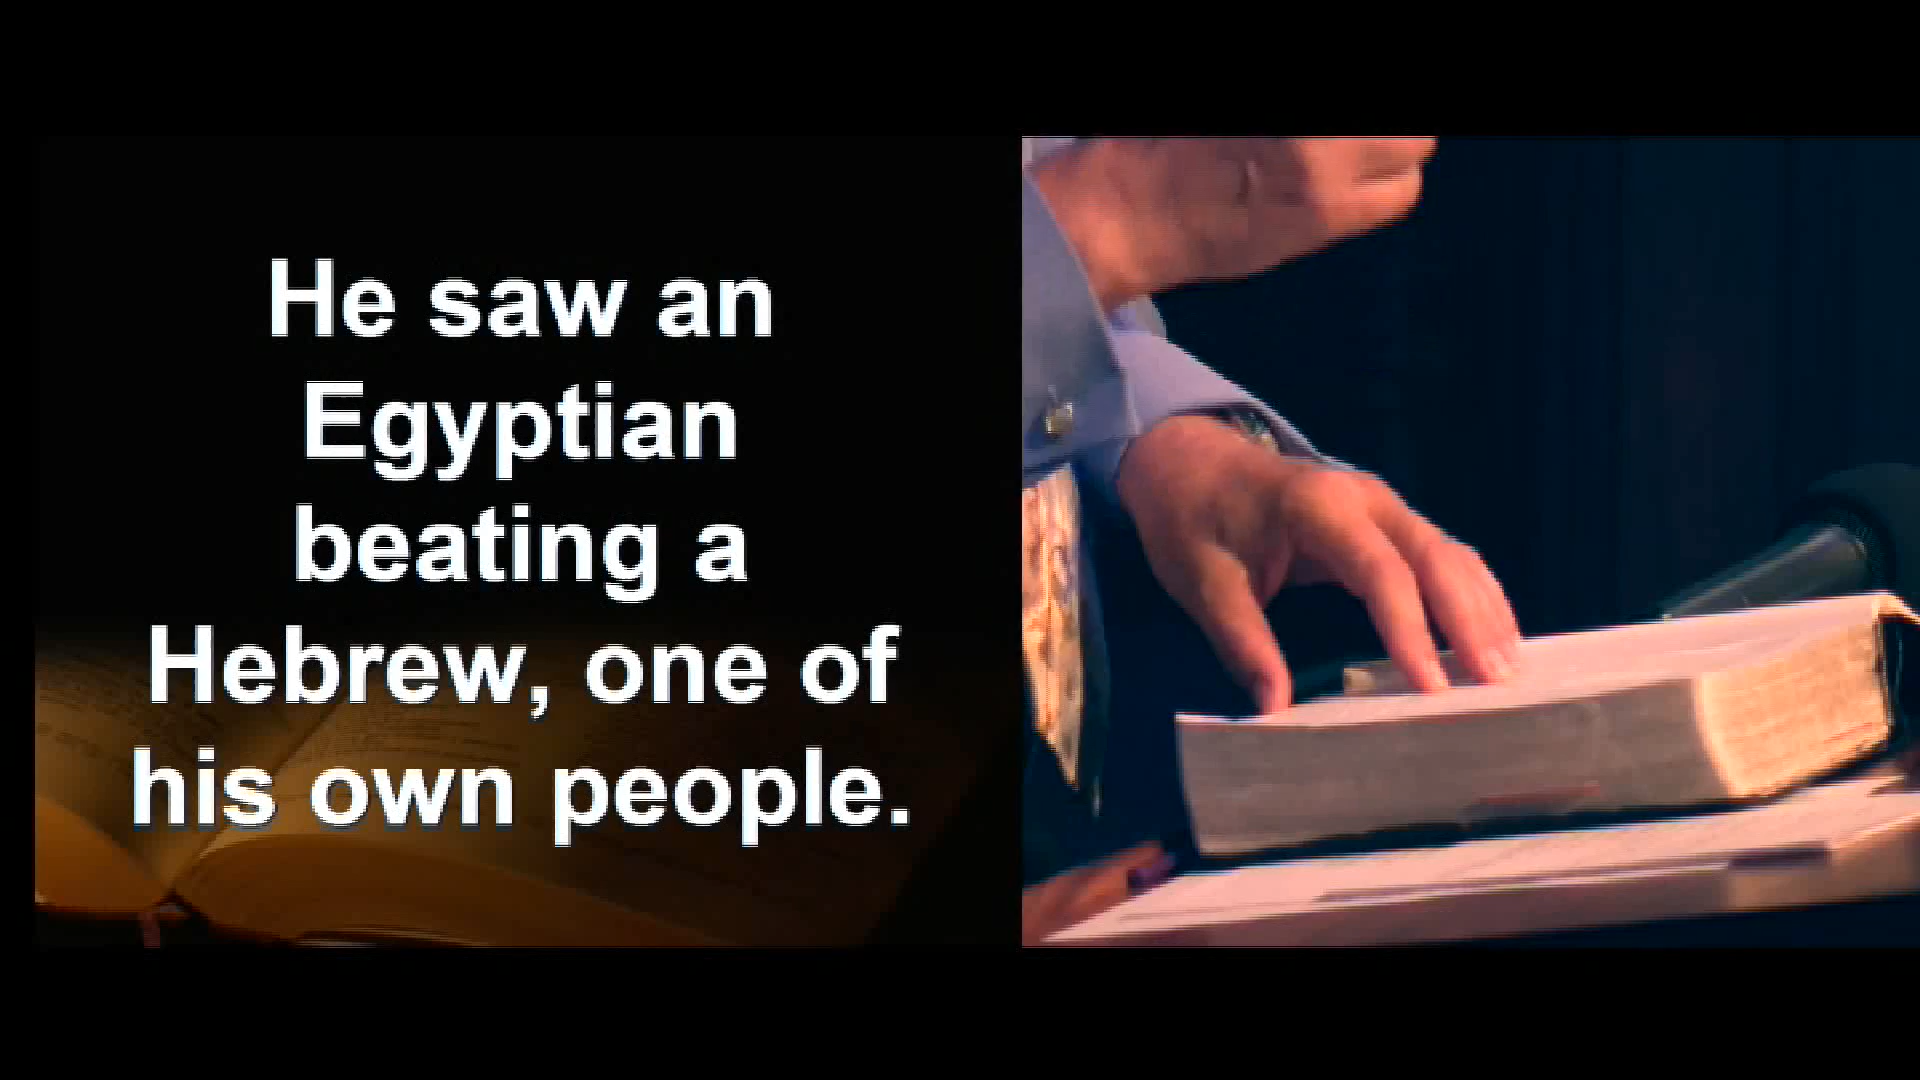 He saw an
Egyptian
beating a
Hebrew, one of
his own people.